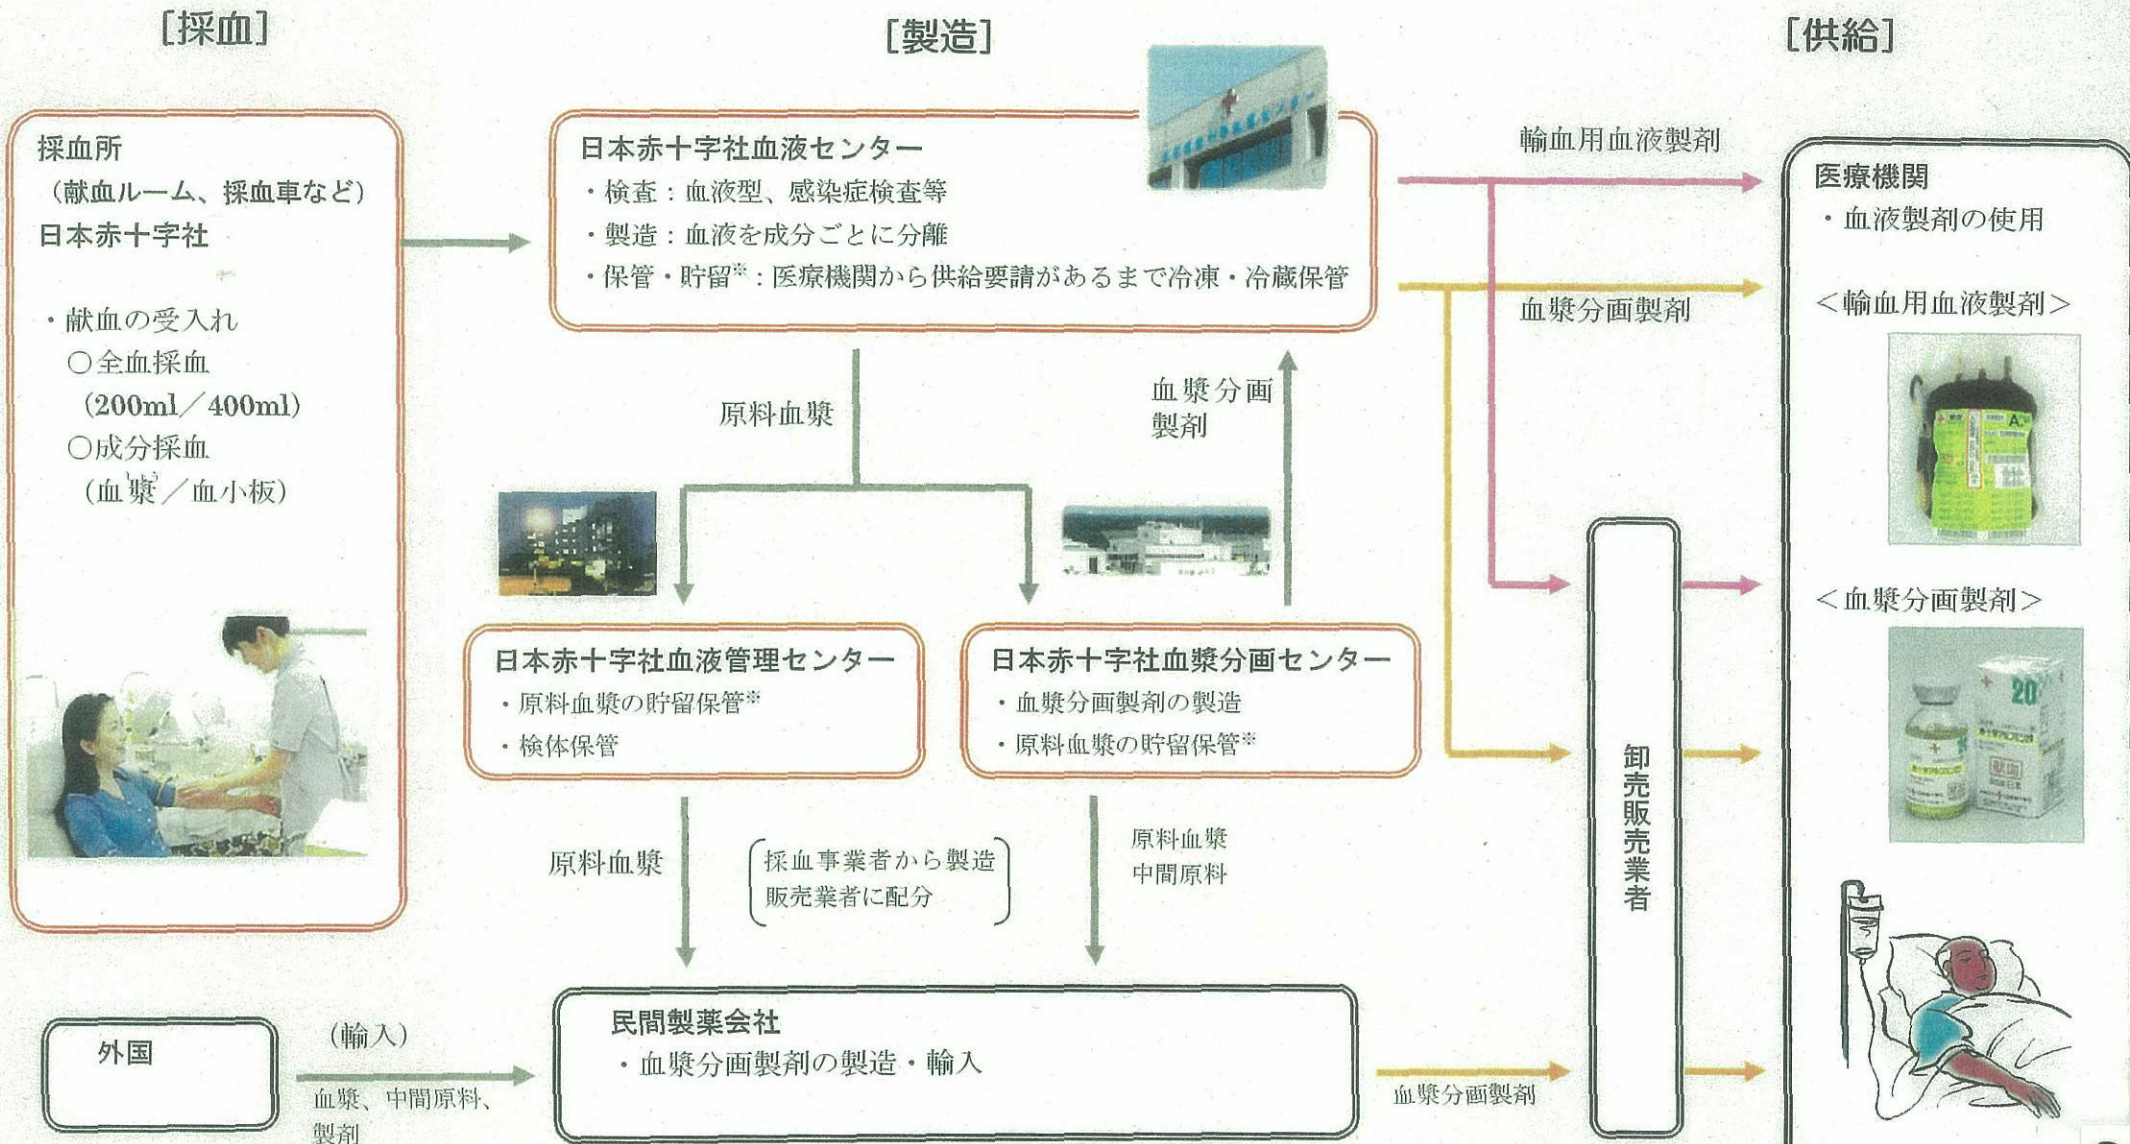 [採血]
[製造]
[供給]
採血所
（献血ルーム、採血車など）
日本赤十字社
・献血の受入れ
○全血採血
（200ml／400ml）
○成分採血
（血漿／血小板）
日本赤十字社血液センター
・検査：血液型、感染症検査等
・製造：血液を成分ごとに分離
・保管・貯留※：医療機関から供給要請があるまで冷凍・冷蔵保管
原料血漿
血漿分画
製剤
日本赤十字社血液管理センター
・原料血漿の貯留保管※
・検体保管
日本赤十字社血漿分画センター
・血漿分画製剤の製造
・原料血漿の貯留保管※
原料血漿
採血事業者から製造
販売業者に配分
原料血漿
中間原料
外国
（輸入）
血漿、中間原料、
製剤
民間製薬会社
・血漿分画製剤の製造・輸入
血漿分画製剤
輸血用血液製剤
血漿分画製剤
卸売販売業者
医療機関
・血液製剤の使用
＜輸血用血液製剤＞
A
＜血漿分画製剤＞
20
献血